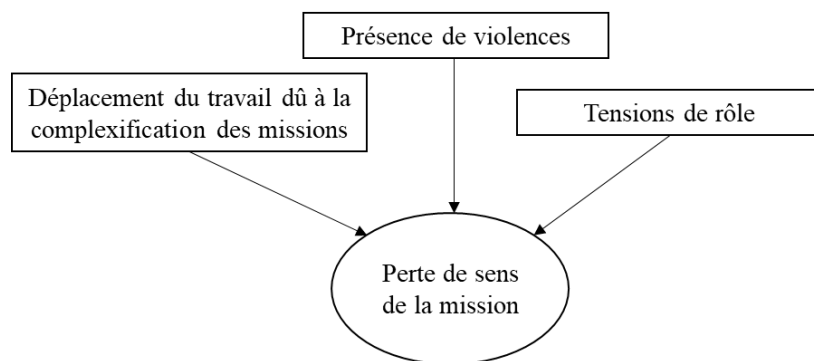 Présence de violences
Déplacement du travail dû à la
complexification des missions
Tensions de rôle
Perte de sens
de la mission